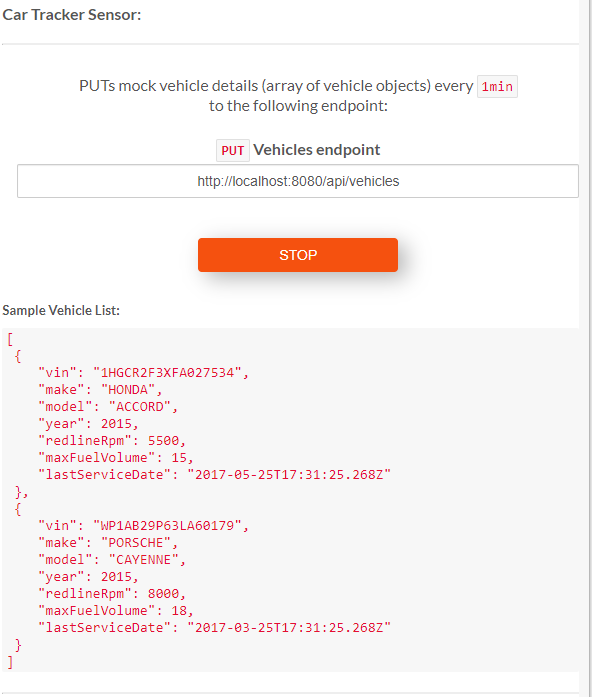 Car Tracker Sensor:
PUTs mock vehicle details (array of vehicle objects) every 1min
to the following endpoint:
PUT Vehicles endpoint
http://localhost:8080/api/vehicles
STOP
Sample Vehicle List:
[
{
"vin": "1HGCR2F3XFA027534",
"make": "HONDA",
"model": "ACCORD",
"year": 2015,
"redlineRpm": 5500,
"maxFuelVolume": 15,
"lastServiceDate": "2017-05-25T17:31:25.268Z"
},
{
"vin": "WP1AB29P63LA60179",
"make": "PORSCHE",
"model": "CAYENNE",
"year": 2015,
"redlineRpm": 8000,
"maxFuelVolume": 18,
"lastServiceDate": "2017-03-25T17:31:25.268Z"
}
]